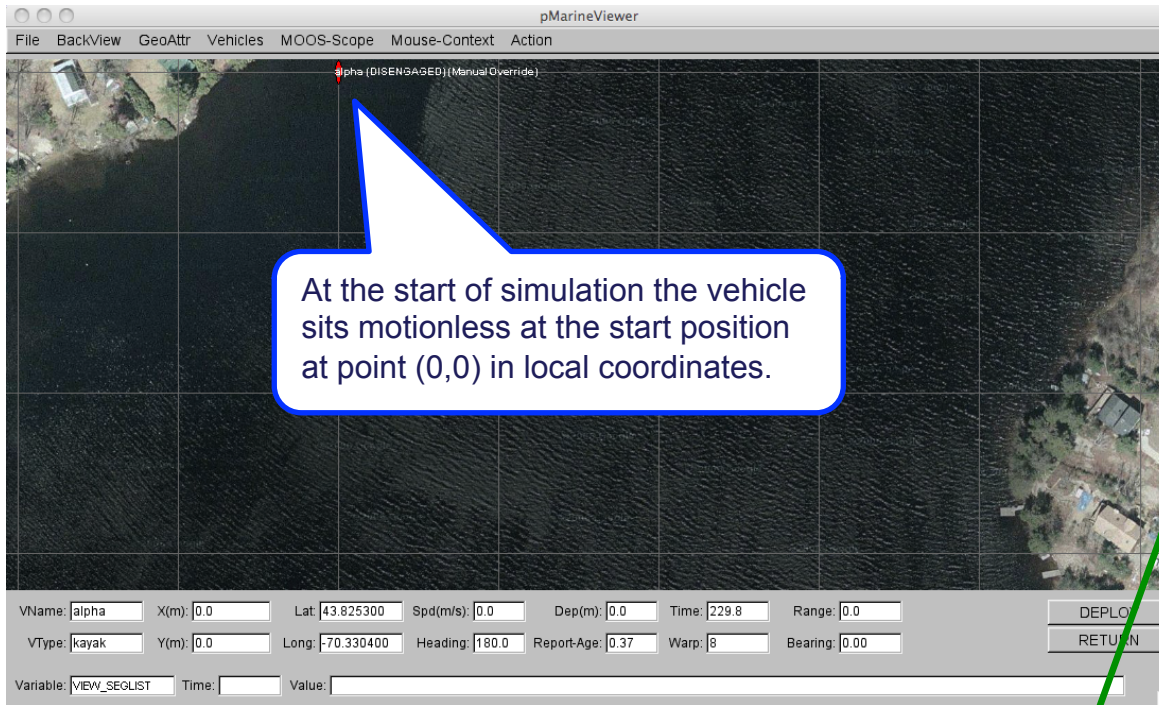 pMarineViewer
File BackView GeoAttr Vehicles MOOS-Scope Mouse-Context Action
alpha (DISENGAGED)(Manual Override)
At the start of simulation the vehicle
sits motionless at the start position
at point (0,0) in local coordinates.
VName: alpha X(m): 0.0 Lat: 43.825300 Spd(m/s): 0.0 Dep(m): 0.0 Time: 229.8 Range: 0.0 DEPLOY
VType: kayak Y(m): 0.0 Long: -70.330400 Heading: 180.0 Report-Age: 0.37 Warp: 8 Bearing: 0.00 RETURN
Variable: VIEW_SEGLIST Time: Value: